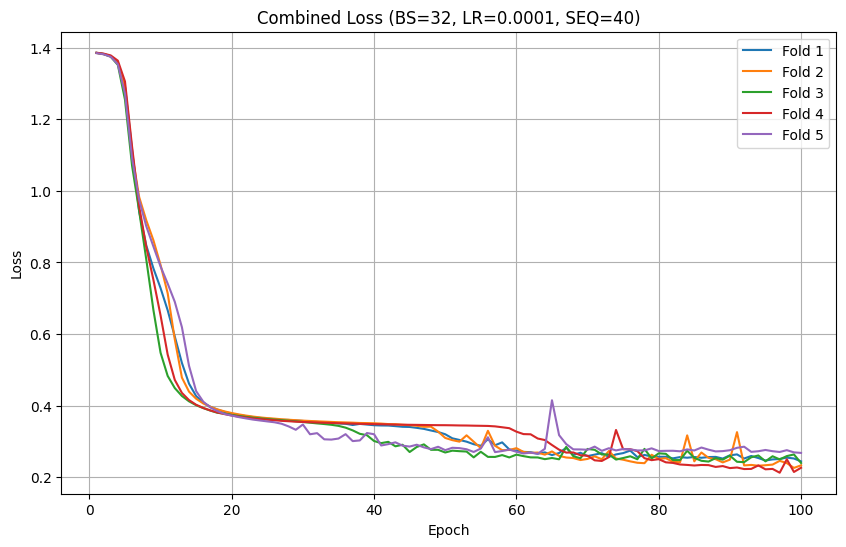 Combined Loss (BS=32, LR=0.0001, SEQ=40)
Loss
1.4
1.2
1.0
0.8
0.6
0.4
0.2
Fold 1
Fold 2
Fold 3
Fold 4
Fold 5
0 20 40 60 80 100
Epoch